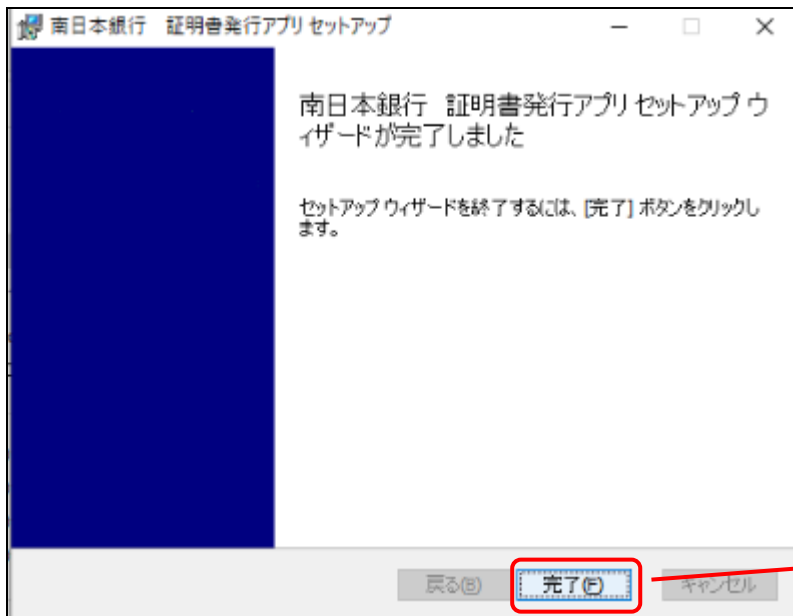 南日本銀行　証明書発行アプリ セットアップ
南日本銀行　証明書発行アプリ セットアップ ウ
ィザードが完了しました
セットアップ ウィザードを終了するには、[完了] ボタンをクリックし
ます。
戻る(B) 完了(F) キャンセル